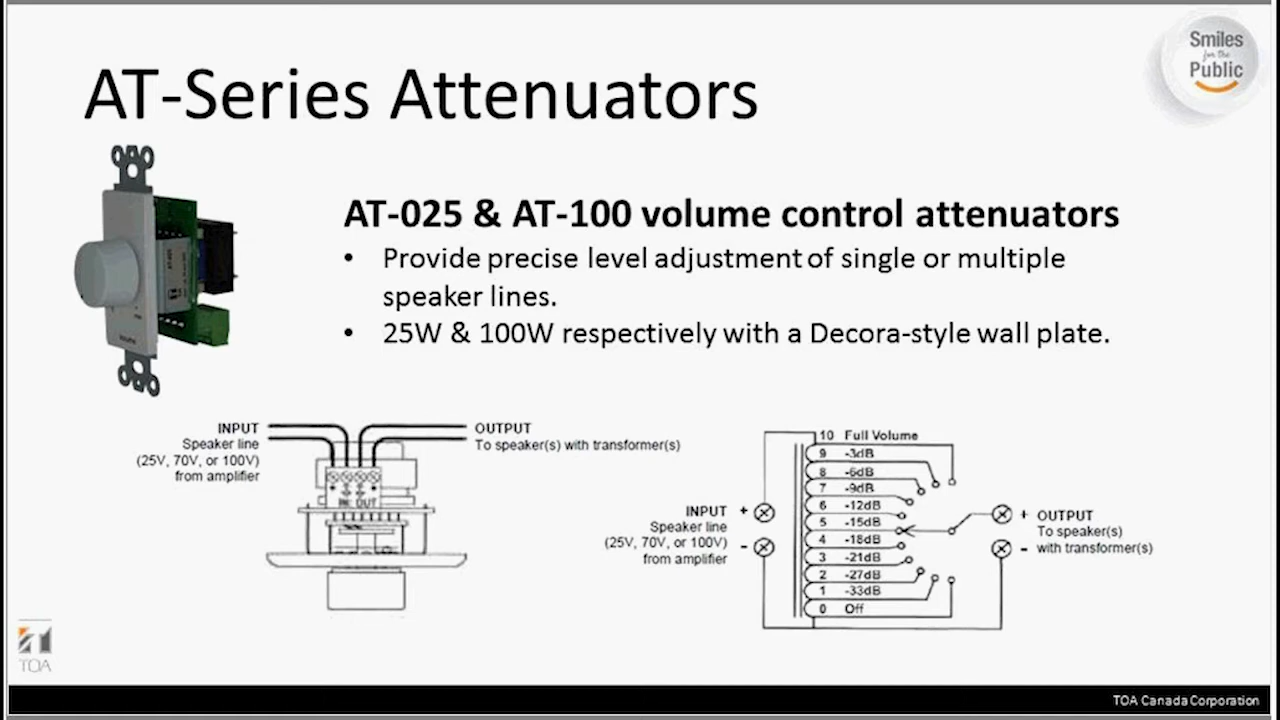 Smiles
for the
Public
AT-Series Attenuators
AT-025 & AT-100 volume control attenuators
• Provide precise level adjustment of single or multiple
speaker lines.
• 25W & 100W respectively with a Decora-style wall plate.
INPUT
Speaker line
(25V, 70V, or 100V)
from amplifier
OUTPUT
To speaker(s) with transformer(s)
IN OUT
INPUT
Speaker line
(25V, 70V, or 100V)
from amplifier
+
-
10 Full Volume
9 -3dB
8 -6dB
7 -9dB
6 -12dB
5 -15dB
4 -18dB
3 -21dB
2 -27dB
1 -33dB
0 Off
+ OUTPUT
To speaker(s)
- with transformer(s)
TOA
TOA Canada Corporation